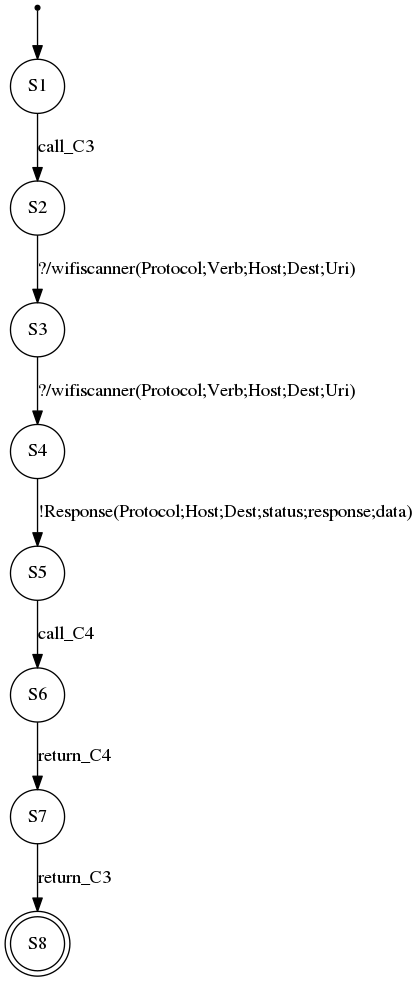 S1
call_C3
S2
?/wifiscanner(Protocol;Verb;Host;Dest;Uri)
S3
?/wifiscanner(Protocol;Verb;Host;Dest;Uri)
S4
!Response(Protocol;Host;Dest;status;response;data)
S5
call_C4
S6
return_C4
S7
return_C3
S8